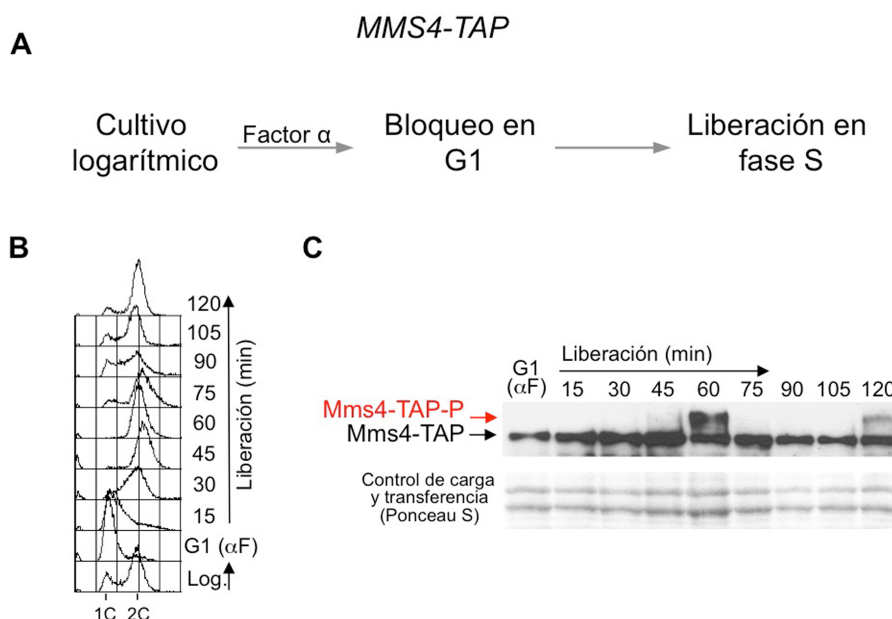 MMS4-TAP
A
Cultivo
logarítmico
Factor α
Bloqueo en
G1
Liberación en
fase S
B
120
105
90
75
60
45
30
15
G1 (αF)
Log.
Liberación (min)
1C 2C
C
G1
(αF)
Liberación (min)
15 30 45 60 75 90 105 120
Mms4-TAP-P
Mms4-TAP
Control de carga
y transferencia
(Ponceau S)